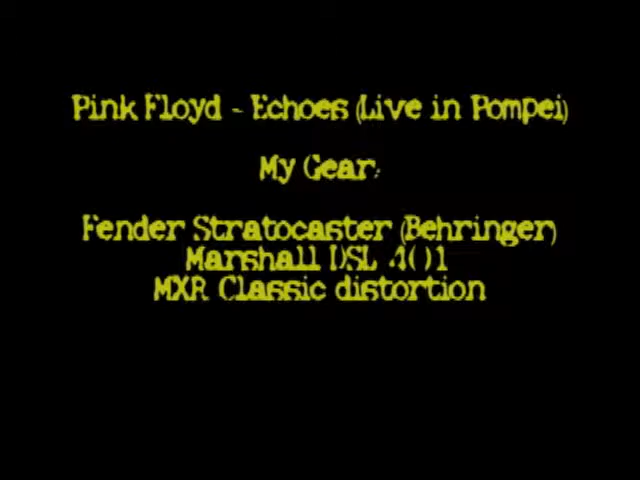 Pink Floyd - Echoes (Live in Pompei)
My Gear:
Fender Stratocaster (Behringer)
Marshall DSL 401
MXR Classic distortion